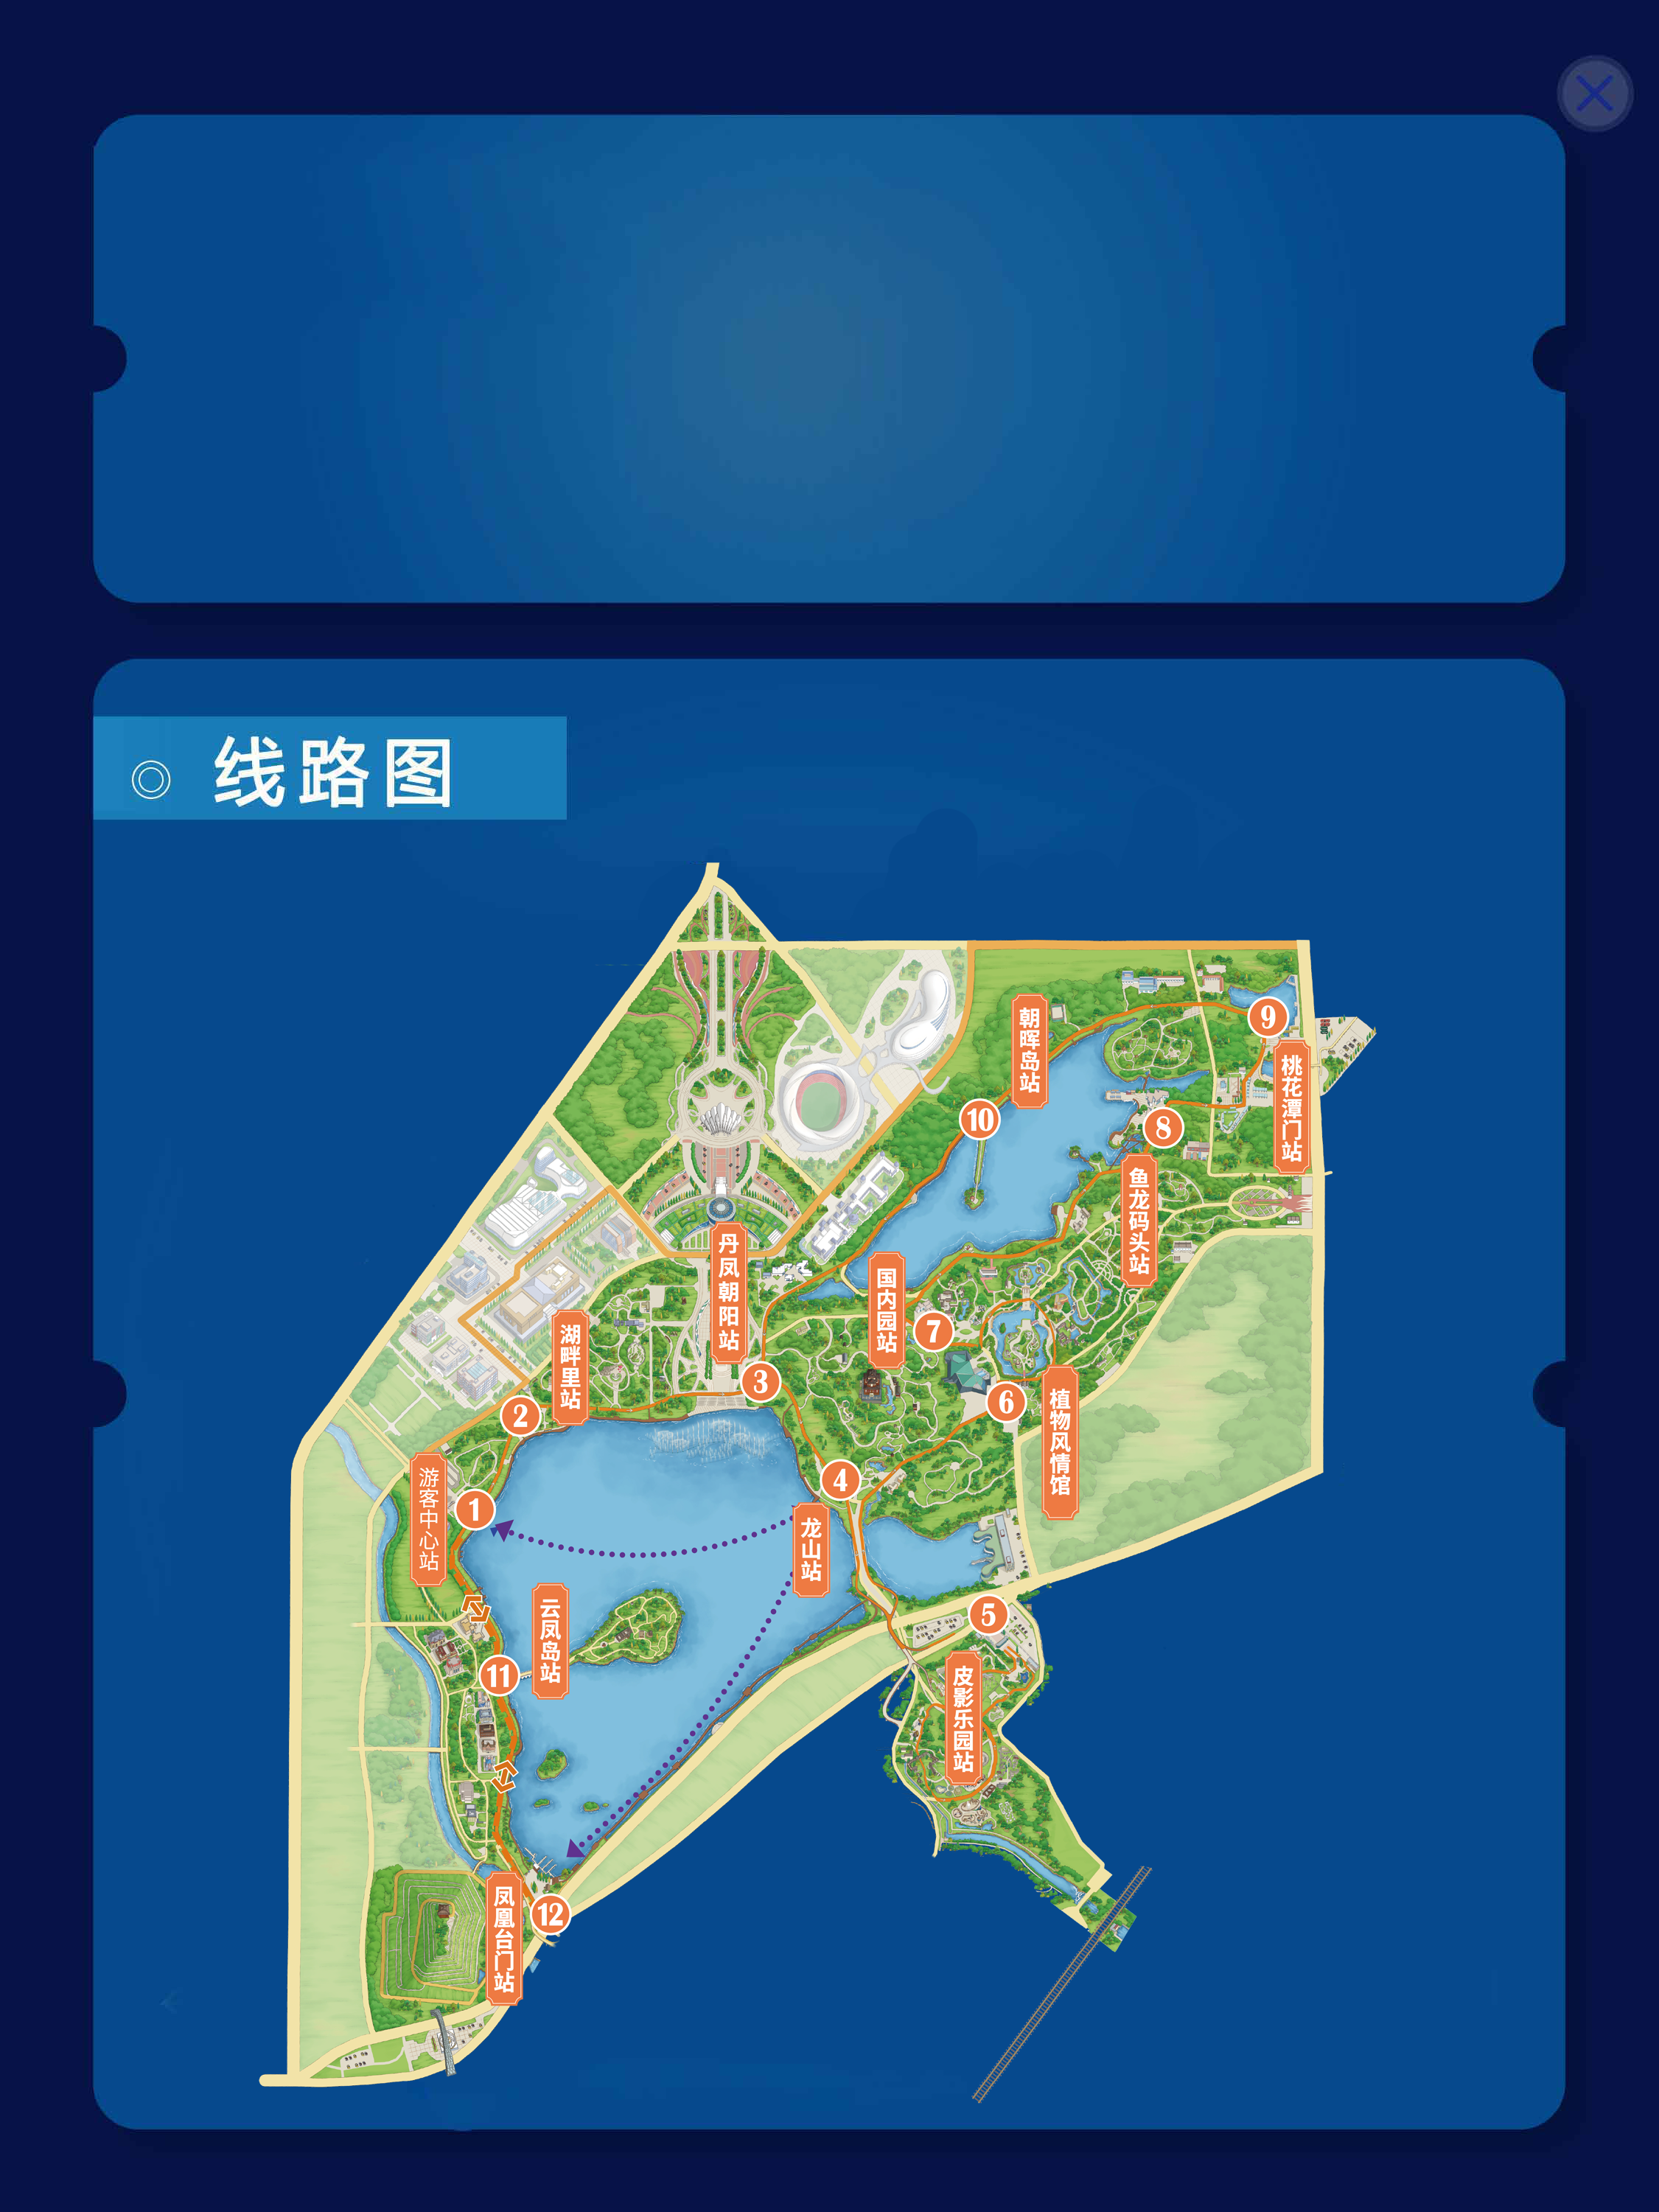 线路图
9
朝晖岛站
桃花潭门站
10
8
鱼龙码头站
丹凤朝阳站
国内园站
7
湖畔里站
3
2
6
植物风情馆
游客中心站
4
1
龙山站
云凤岛站
5
11
皮影乐园站
凤凰台门站
12